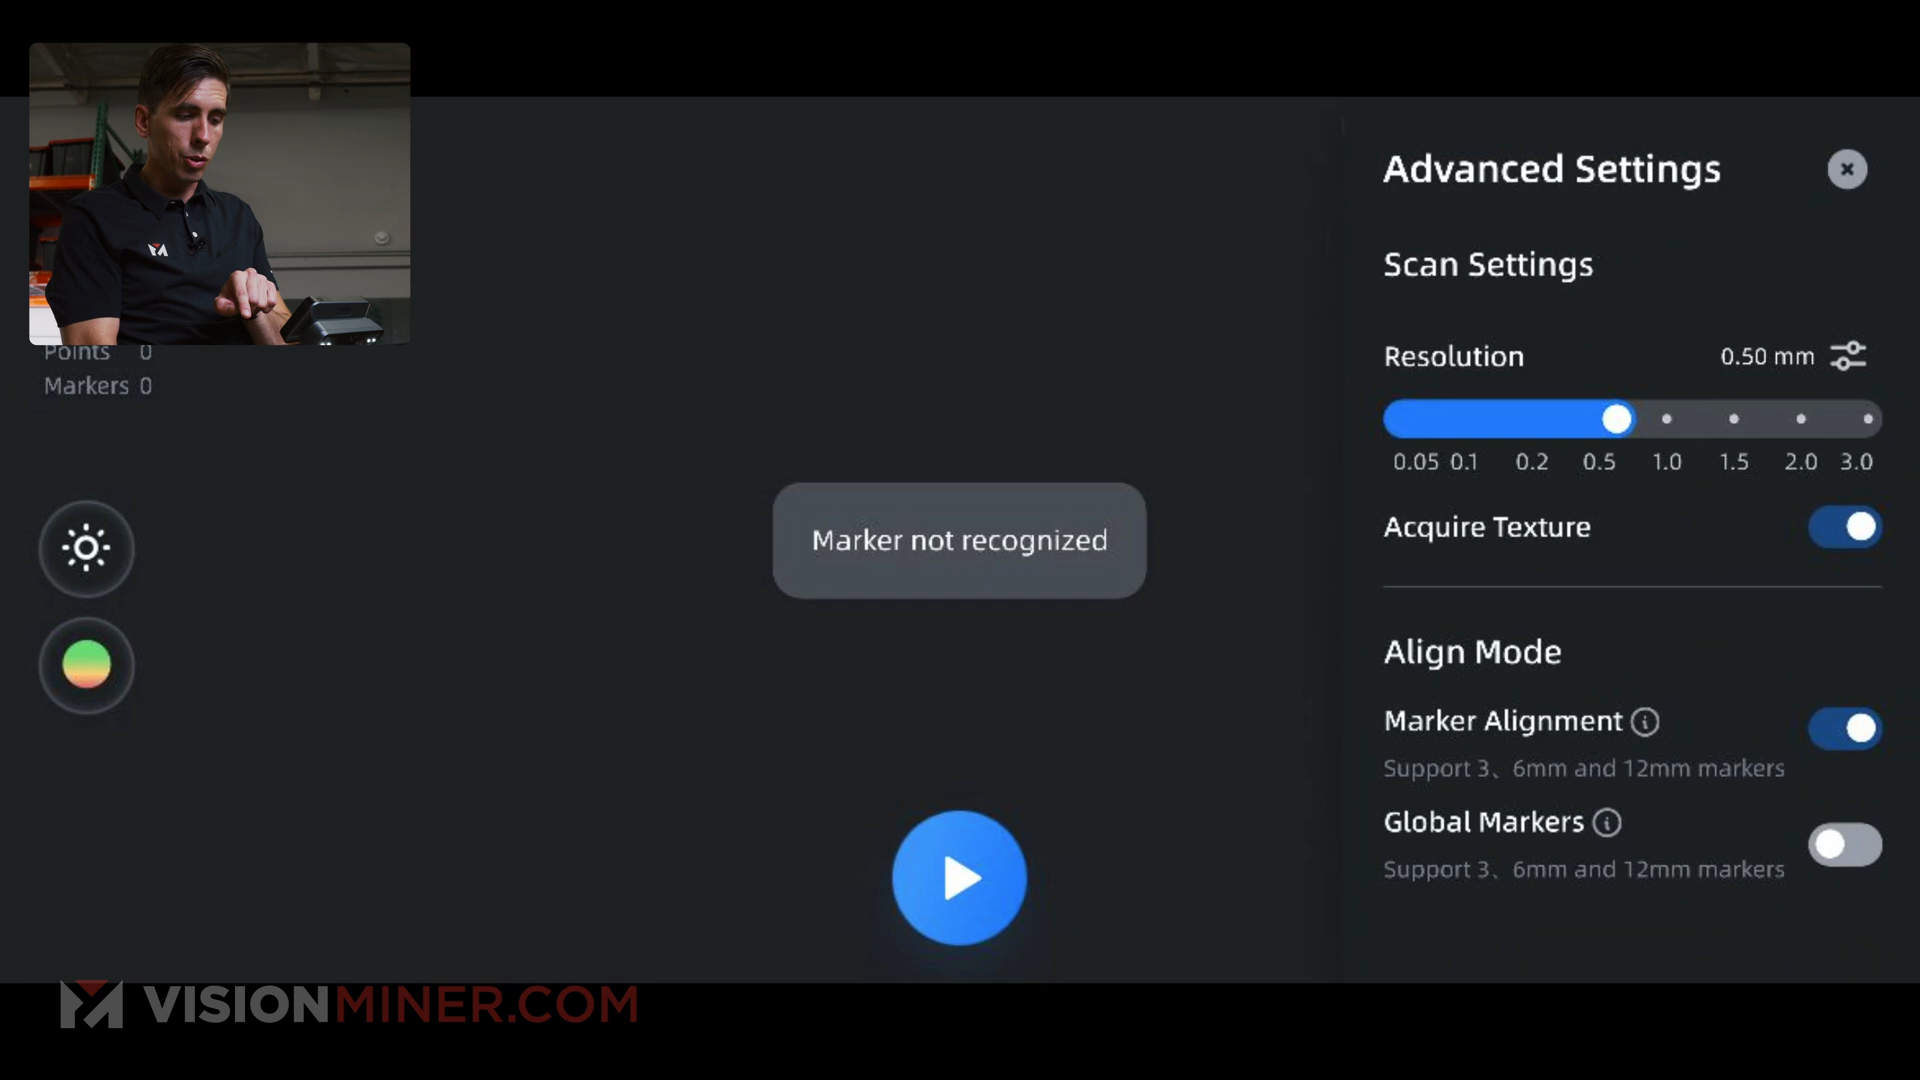 Points 0
Markers 0
Marker not recognized
Advanced Settings
Scan Settings
Resolution 0.50 mm
0.05 0.1 0.2 0.5 1.0 1.5 2.0 3.0
Acquire Texture
Align Mode
Marker Alignment
Support 3、6mm and 12mm markers
Global Markers
Support 3、6mm and 12mm markers
VISIONMINER.COM